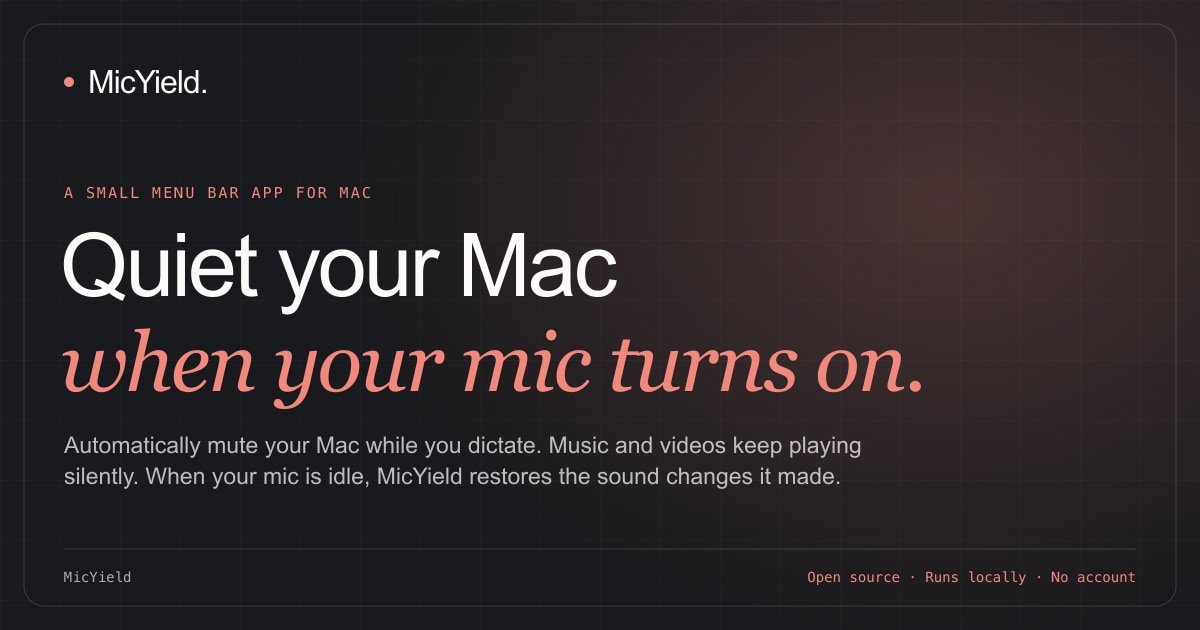 MicYield.
A SMALL MENU BAR APP FOR MAC
Quiet your Mac
when your mic turns on.
Automatically mute your Mac while you dictate. Music and videos keep playing
silently. When your mic is idle, MicYield restores the sound changes it made.
MicYield
Open source · Runs locally · No account